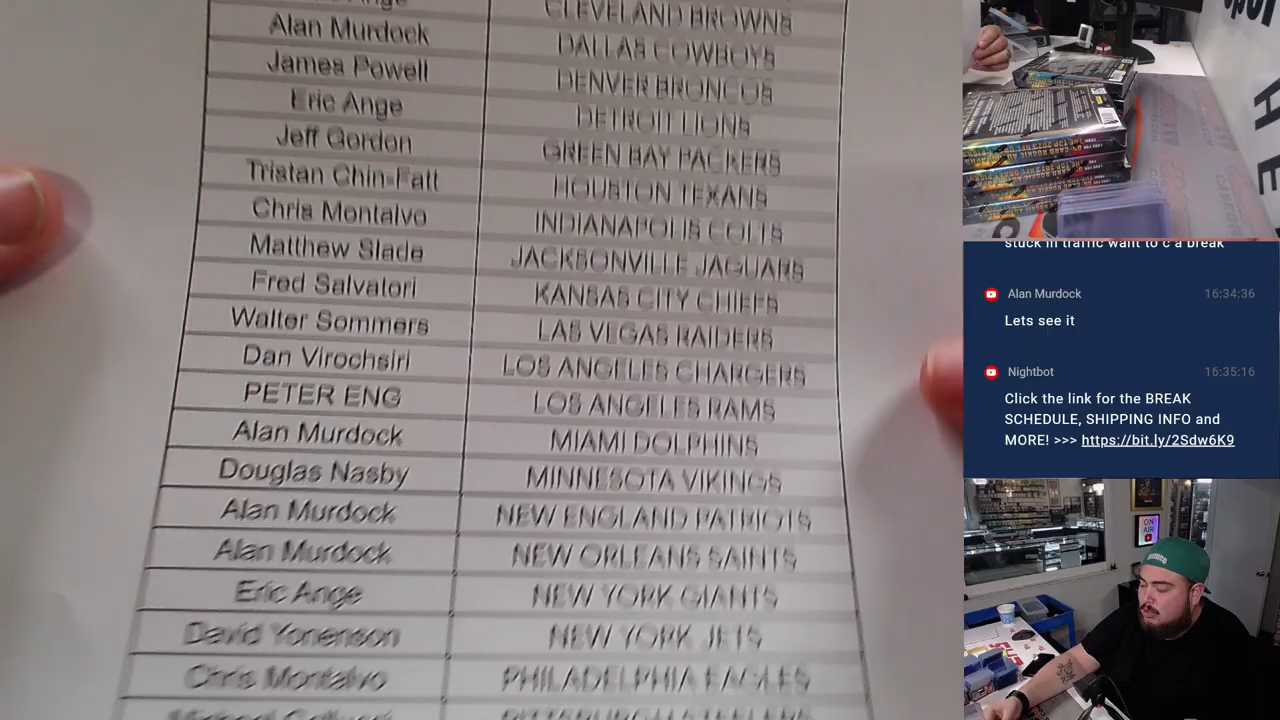 Ange CLEVELAND BROWNS
Alan Murdock DALLAS COWBOYS
James Powell DENVER BRONCOS
Eric Ange DETROIT LIONS
Jeff Gordon GREEN BAY PACKERS
Tristan Chin-Fatt HOUSTON TEXANS
Chris Montalvo INDIANAPOLIS COLTS
Matthew Slade JACKSONVILLE JAGUARS
Fred Salvatori KANSAS CITY CHIEFS
Walter Sommers LAS VEGAS RAIDERS
Dan Virochsiri LOS ANGELES CHARGERS
PETER ENG LOS ANGELES RAMS
Alan Murdock MIAMI DOLPHINS
Douglas Nasby MINNESOTA VIKINGS
Alan Murdock NEW ENGLAND PATRIOTS
Alan Murdock NEW ORLEANS SAINTS
Eric Ange NEW YORK GIANTS
David Yonenson NEW YORK JETS
Chris Montalvo PHILADELPHIA EAGLES
PITTSBURGH STEELERS
stuck in traffic want to c a break
Alan Murdock 16:34:36
Lets see it
Nightbot 16:35:16
Click the link for the BREAK
SCHEDULE, SHIPPING INFO and
MORE! >>> https://bit.ly/2Sdw6K9
ON
AIR